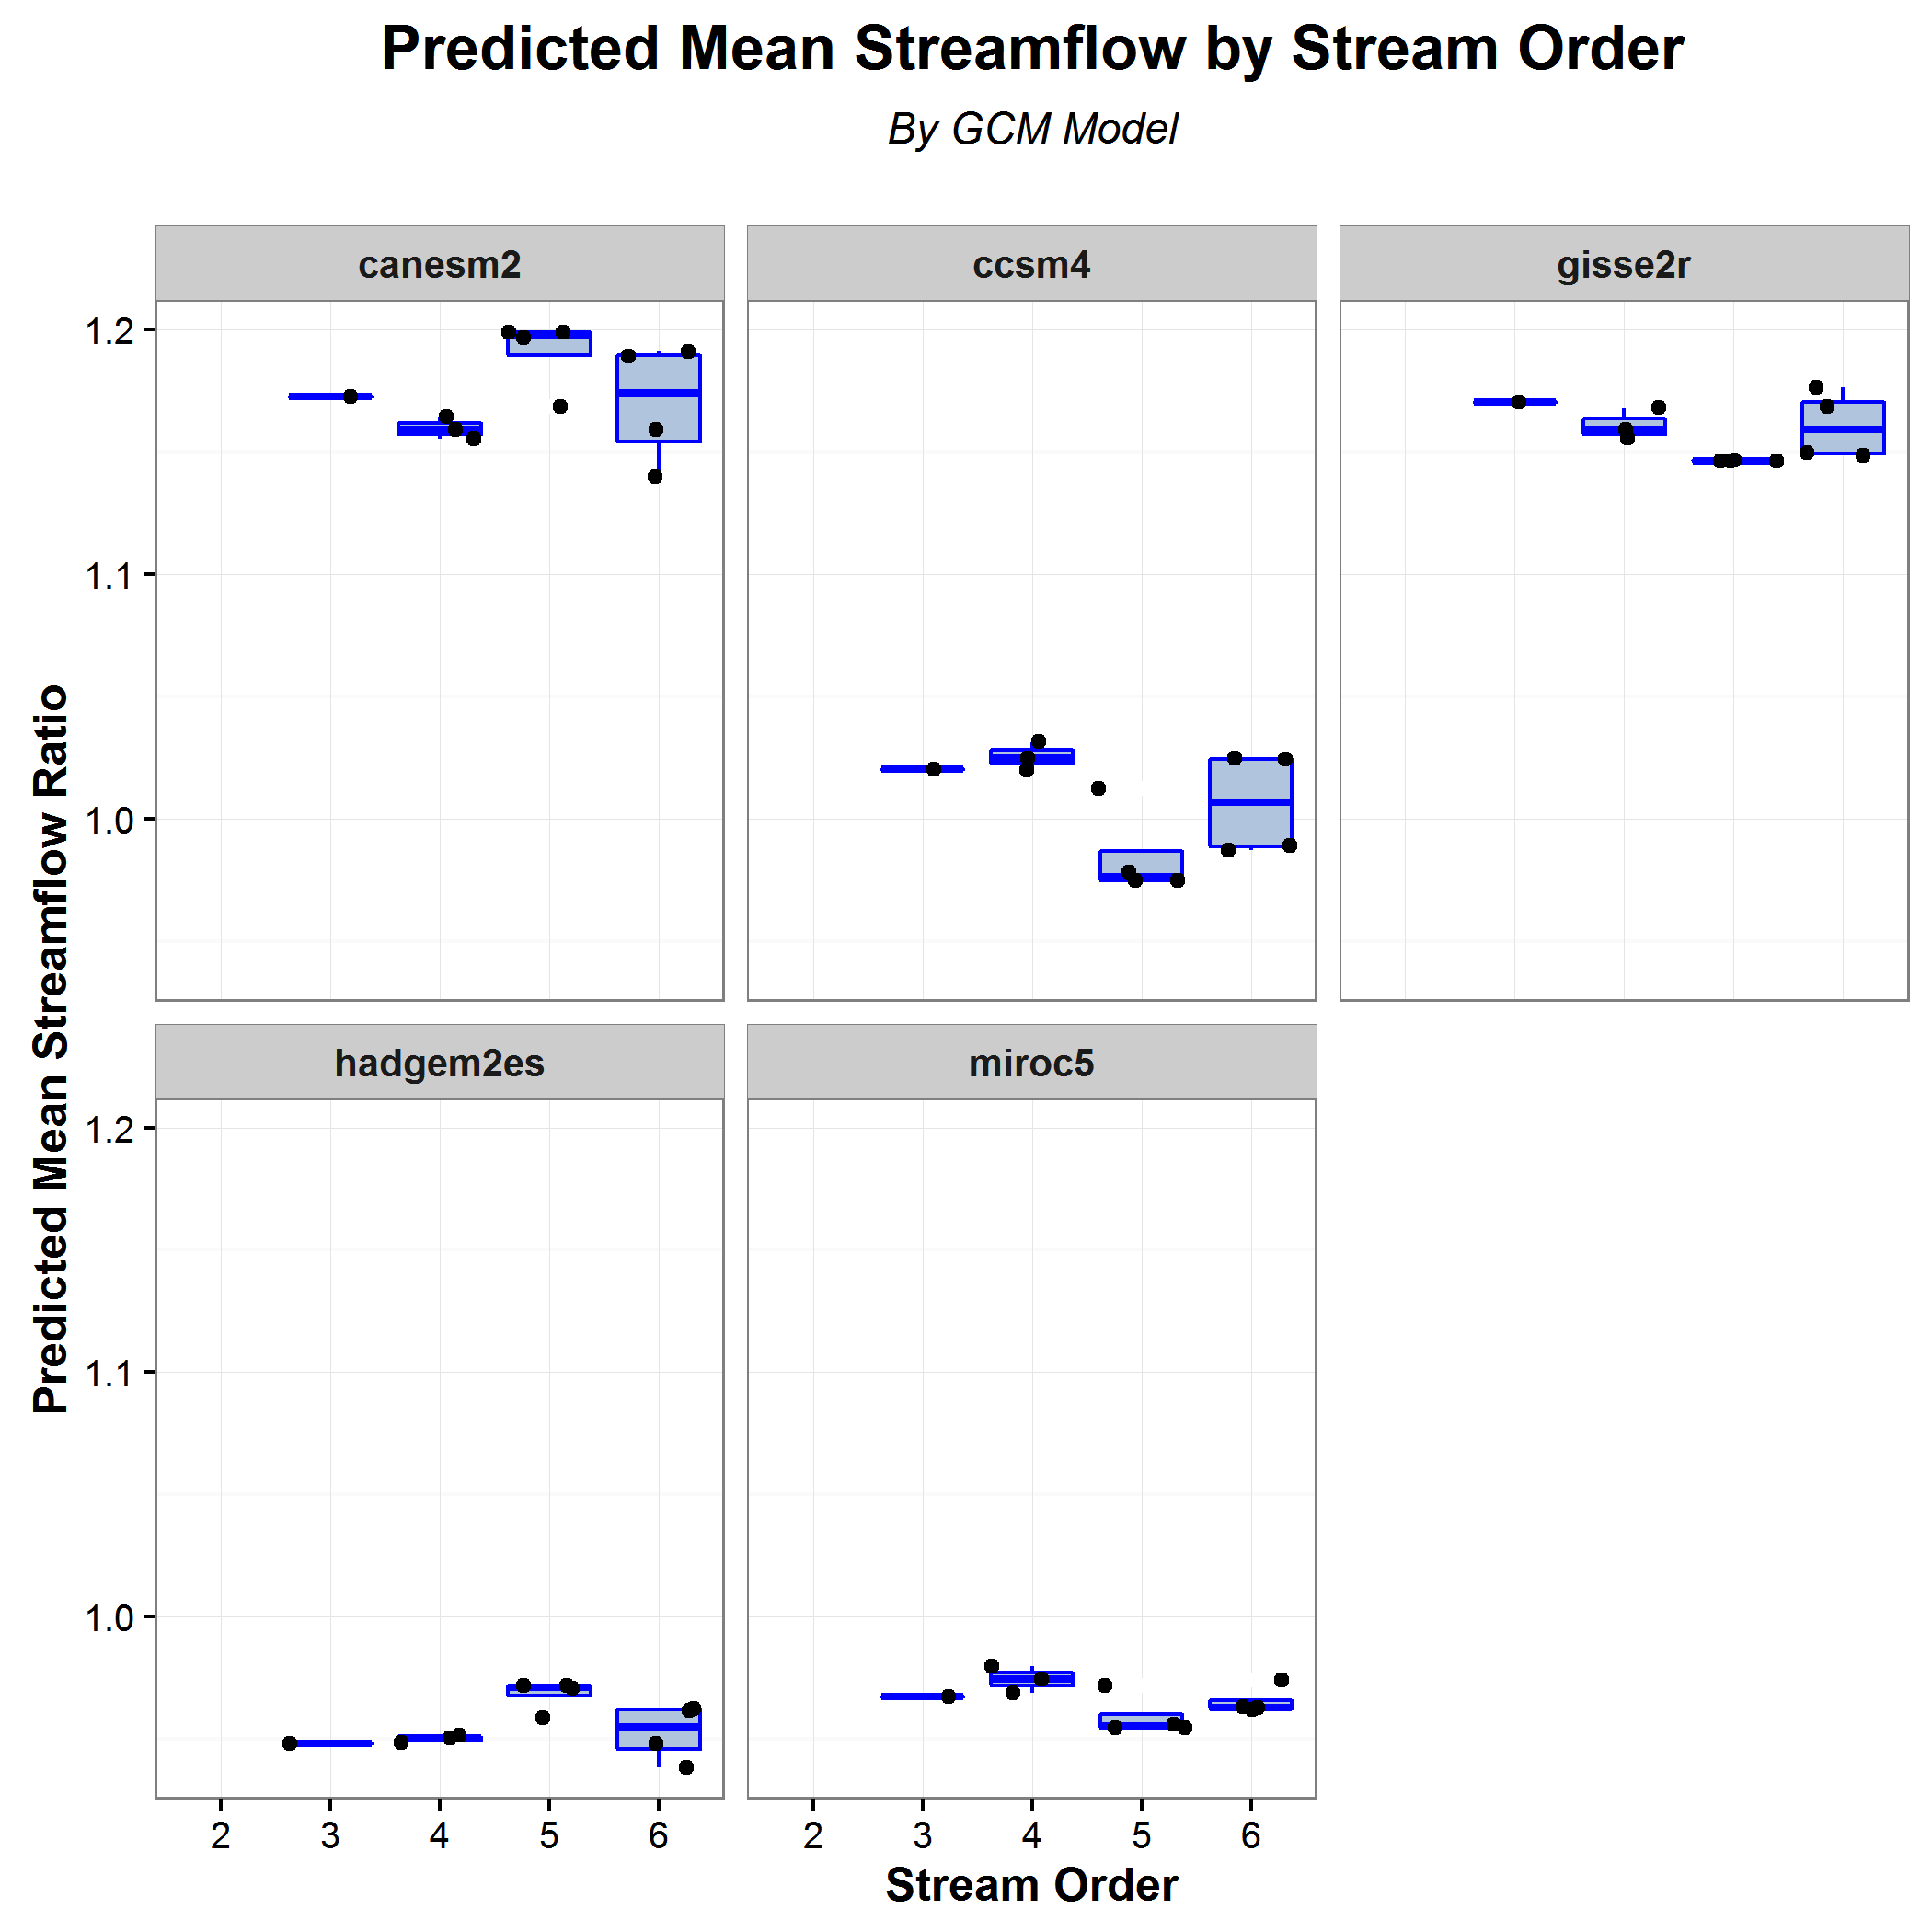 Predicted Mean Streamflow by Stream Order
By GCM Model
canesm2
ccsm4
gisse2r
1.2
1.1
1.0
Predicted Mean Streamflow Ratio
hadgem2es
miroc5
1.2
1.1
1.0
2 3 4 5 6
2 3 4 5 6
Stream Order